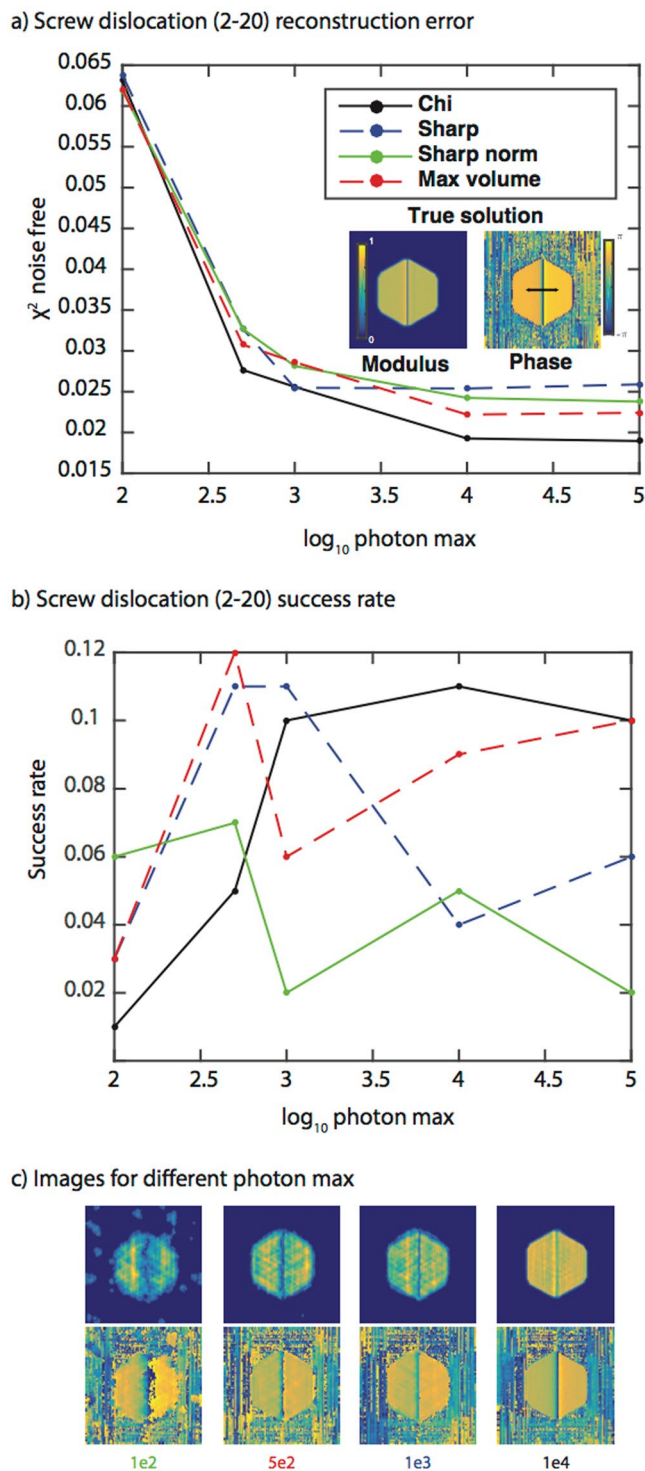 a) Screw dislocation (2-20) reconstruction error
0.065
0.06
0.055
0.05
0.045
0.04
0.035
0.03
0.025
0.02
0.015
χ² noise free
Chi
Sharp
Sharp norm
Max volume
True solution
1
0
π
-π
Modulus
Phase
2 2.5 3 3.5 4 4.5 5
log₁₀ photon max
b) Screw dislocation (2-20) success rate
0.12
0.1
0.08
0.06
0.04
0.02
Success rate
2 2.5 3 3.5 4 4.5 5
log₁₀ photon max
c) Images for different photon max
1e2 5e2 1e3 1e4